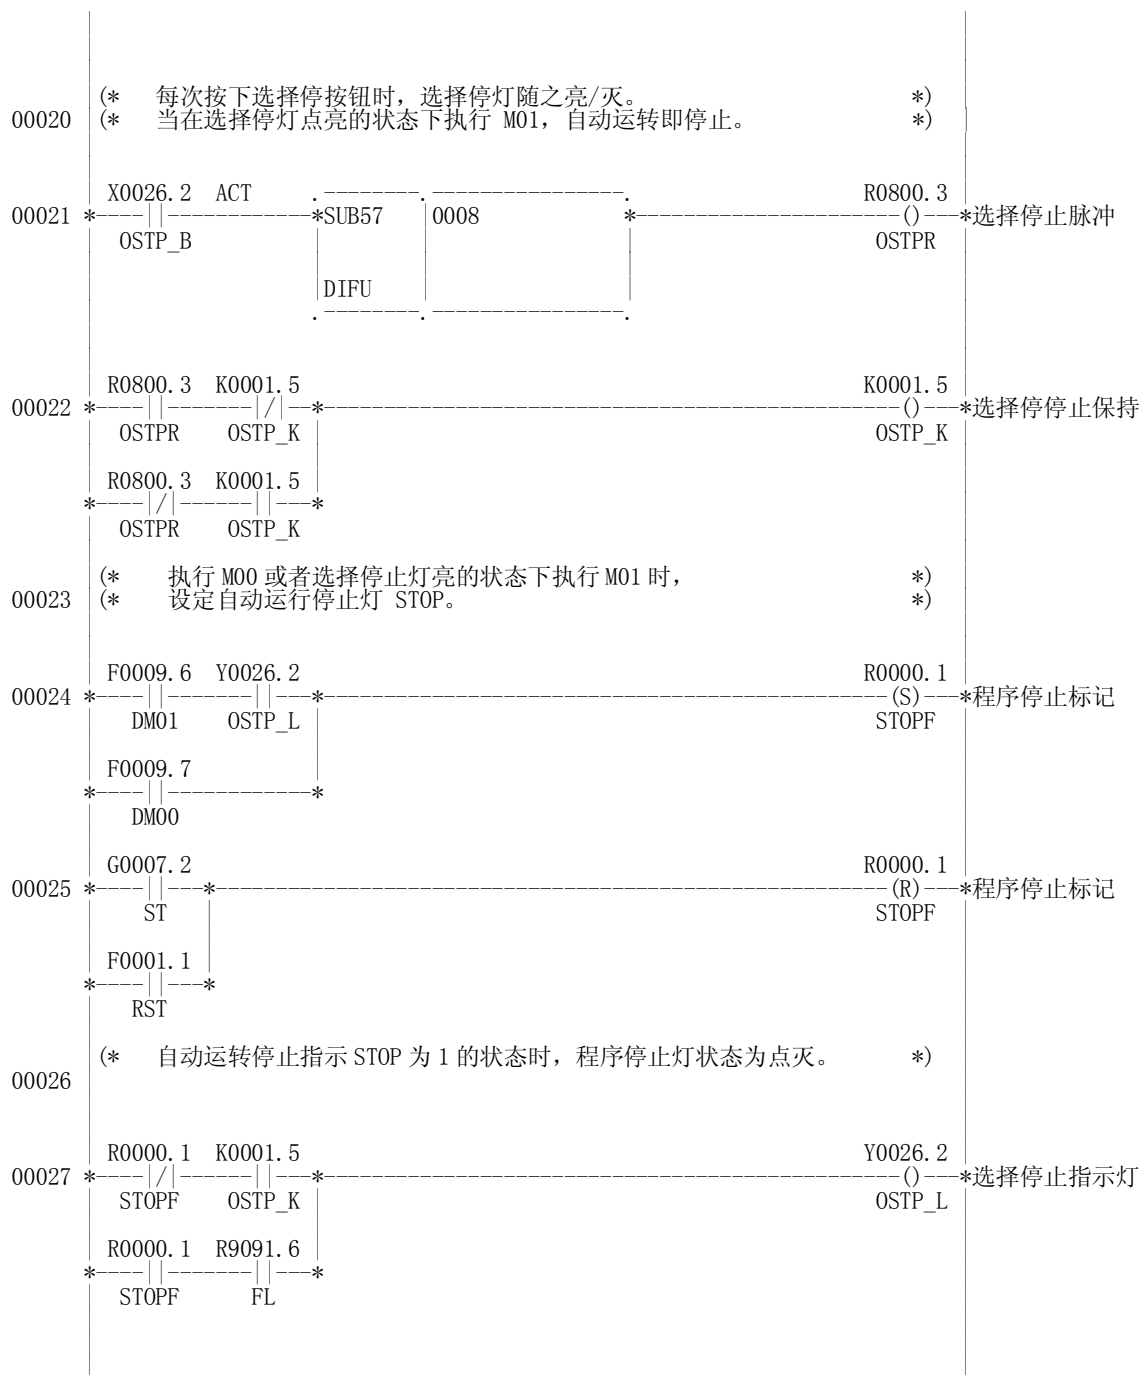 (* 每次按下选择停按钮时，选择停灯随之亮/灭。 *)
00020 (* 当在选择停灯点亮的状态下执行 M01，自动运转即停止。 *)
X0026.2 ACT R0800.3
00021 SUB57 0008 () 选择停止脉冲
OSTP_B OSTPR
DIFU
R0800.3 K0001.5 K0001.5
00022 () 选择停停止保持
OSTPR OSTP_K OSTP_K
R0800.3 K0001.5
OSTPR OSTP_K
(* 执行 M00 或者选择停止灯亮的状态下执行 M01 时， *)
00023 (* 设定自动运行停止灯 STOP。 *)
F0009.6 Y0026.2 R0000.1
00024 (S) 程序停止标记
DM01 OSTP_L STOPF
F0009.7
DM00
G0007.2 R0000.1
00025 (R) 程序停止标记
ST STOPF
F0001.1
RST
(* 自动运转停止指示 STOP 为 1 的状态时，程序停止灯状态为点灭。 *)
00026
R0000.1 K0001.5 Y0026.2
00027 () 选择停止指示灯
STOPF OSTP_K OSTP_L
R0000.1 R9091.6
STOPF FL